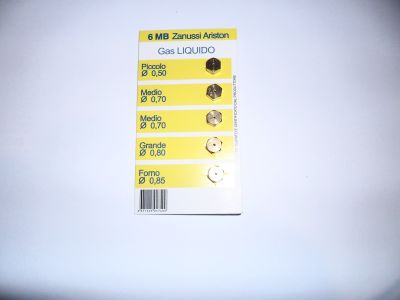 6 MB Zanussi Ariston
Gas LIQUIDO
Piccolo
Ø 0,50
Medio
Ø 0,70
Medio
Ø 0,70
Grande
Ø 0,80
Forno
Ø 0,85